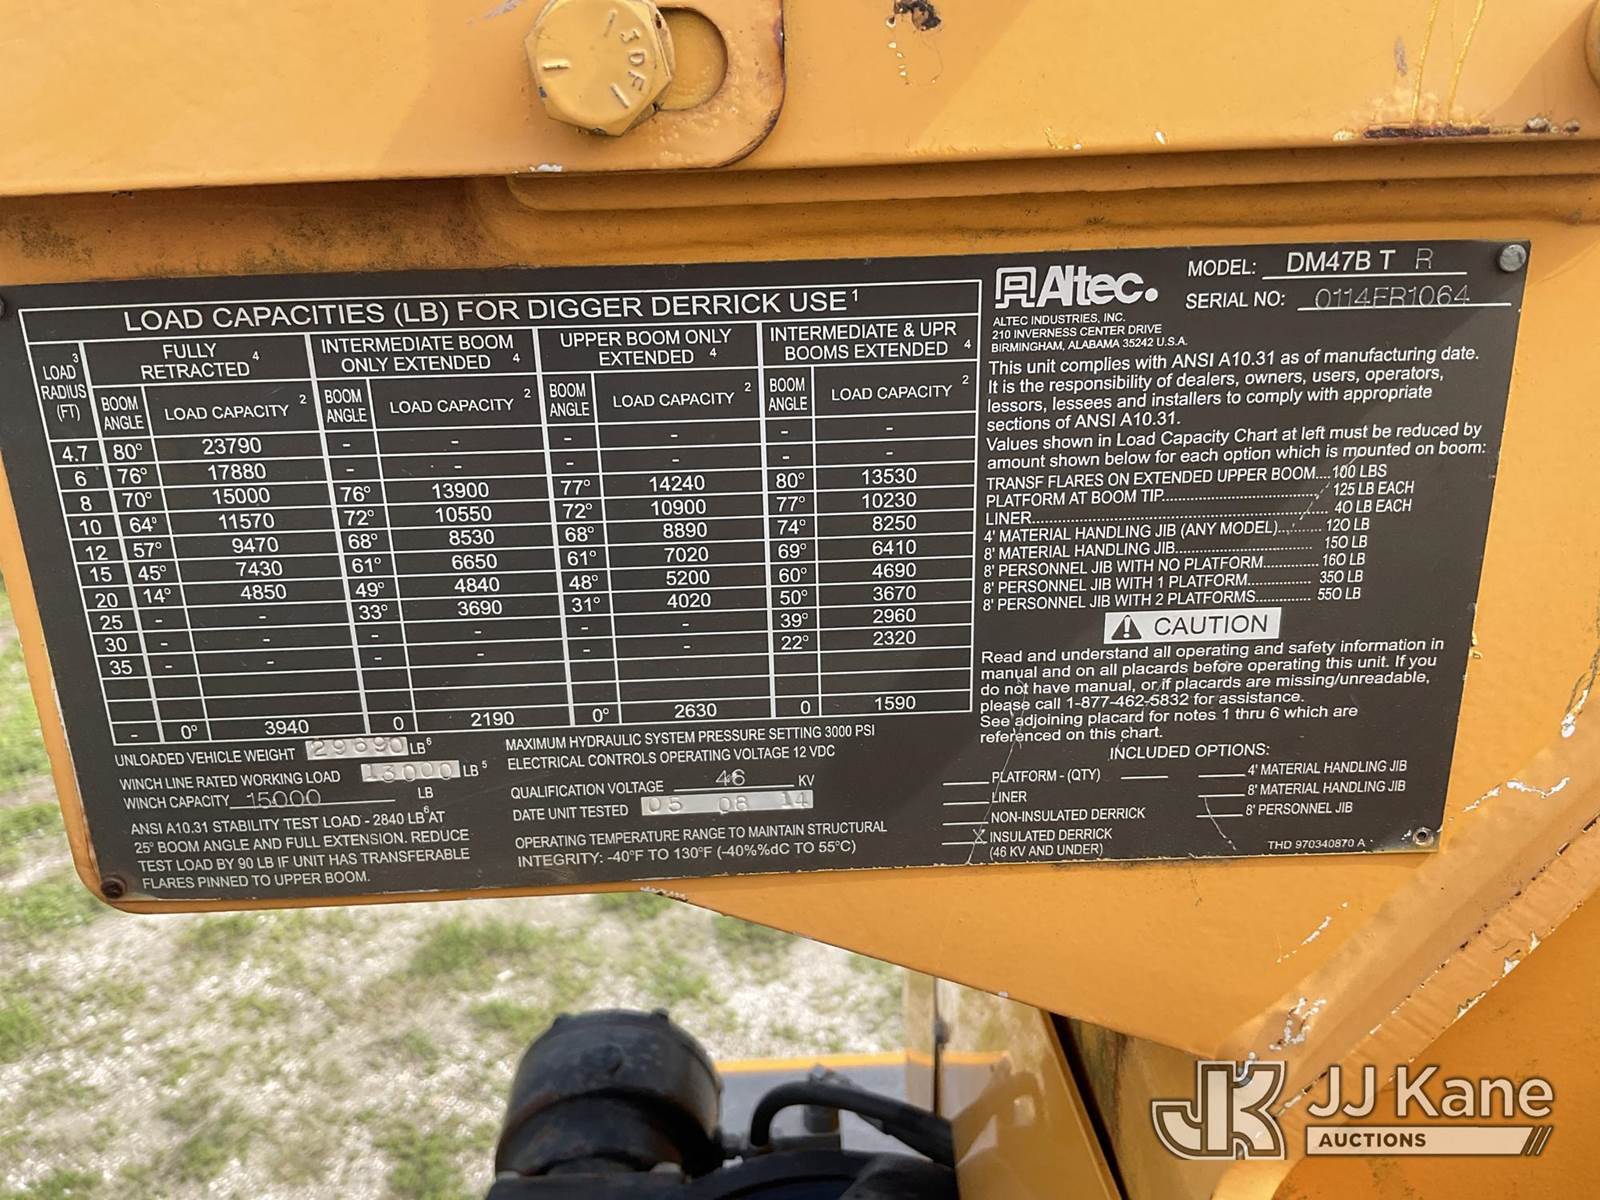 IDF
LOAD CAPACITIES (LB) FOR DIGGER DERRICK USE 1
LOAD 3 RADIUS (FT)
FULLY RETRACTED 4
INTERMEDIATE BOOM ONLY EXTENDED 4
UPPER BOOM ONLY EXTENDED 4
INTERMEDIATE & UPR BOOMS EXTENDED 4
BOOM ANGLE LOAD CAPACITY 2 BOOM ANGLE LOAD CAPACITY 2 BOOM ANGLE LOAD CAPACITY 2 BOOM ANGLE LOAD CAPACITY 2
4.7 80° 23790 - - - - - -
6 76° 17880 - - - - 80° 13530
8 70° 15000 76° 13900 77° 14240 77° 10230
10 64° 11570 72° 10550 72° 10900 74° 8250
12 57° 9470 68° 8530 68° 8890 69° 6410
15 45° 7430 61° 6650 61° 7020 60° 4690
20 14° 4850 49° 4840 48° 5200 50° 3670
25 - - 33° 3690 31° 4020 39° 2960
30 - - - - - - 22° 2320
35 - - - - - -
- 0° 3940 0 2190 0° 2630 0 1590
UNLOADED VEHICLE WEIGHT 29690 LB 6
WINCH LINE RATED WORKING LOAD 13000 LB 5
WINCH CAPACITY 15000 LB
ANSI A10.31 STABILITY TEST LOAD - 2840 LB 6 AT
25° BOOM ANGLE AND FULL EXTENSION. REDUCE
TEST LOAD BY 90 LB IF UNIT HAS TRANSFERABLE
FLARES PINNED TO UPPER BOOM.
MAXIMUM HYDRAULIC SYSTEM PRESSURE SETTING 3000 PSI
ELECTRICAL CONTROLS OPERATING VOLTAGE 12 VDC
QUALIFICATION VOLTAGE 46 KV
DATE UNIT TESTED 05 08 14
OPERATING TEMPERATURE RANGE TO MAINTAIN STRUCTURAL
INTEGRITY: -40°F TO 130°F (-40%%dC TO 55°C)
Altec.
MODEL: DM47B T R
SERIAL NO: 0114FR1064
ALTEC INDUSTRIES, INC.
210 INVERNESS CENTER DRIVE
BIRMINGHAM, ALABAMA 35242 U.S.A.
This unit complies with ANSI A10.31 as of manufacturing date.
It is the responsibility of dealers, owners, users, operators,
lessors, lessees and installers to comply with appropriate
sections of ANSI A10.31.
Values shown in Load Capacity Chart at left must be reduced by
amount shown below for each option which is mounted on boom:
TRANSF FLARES ON EXTENDED UPPER BOOM....100 LBS
PLATFORM AT BOOM TIP.......... 125 LB EACH
LINER.......... 40 LB EACH
4' MATERIAL HANDLING JIB (ANY MODEL)....... 120 LB
8' MATERIAL HANDLING JIB.......... 150 LB
8' PERSONNEL JIB WITH NO PLATFORM.......... 160 LB
8' PERSONNEL JIB WITH 1 PLATFORM.......... 350 LB
8' PERSONNEL JIB WITH 2 PLATFORMS.......... 550 LB
CAUTION
Read and understand all operating and safety information in
manual and on all placards before operating this unit. If you
do not have manual, or if placards are missing/unreadable,
please call 1-877-462-5832 for assistance.
See adjoining placard for notes 1 thru 6 which are
referenced on this chart.
INCLUDED OPTIONS:
PLATFORM - (QTY)
LINER
NON-INSULATED DERRICK
X INSULATED DERRICK
(46 KV AND UNDER)
4' MATERIAL HANDLING JIB
8' MATERIAL HANDLING JIB
8' PERSONNEL JIB
THD 970340870 A
JK JJ Kane
AUCTIONS